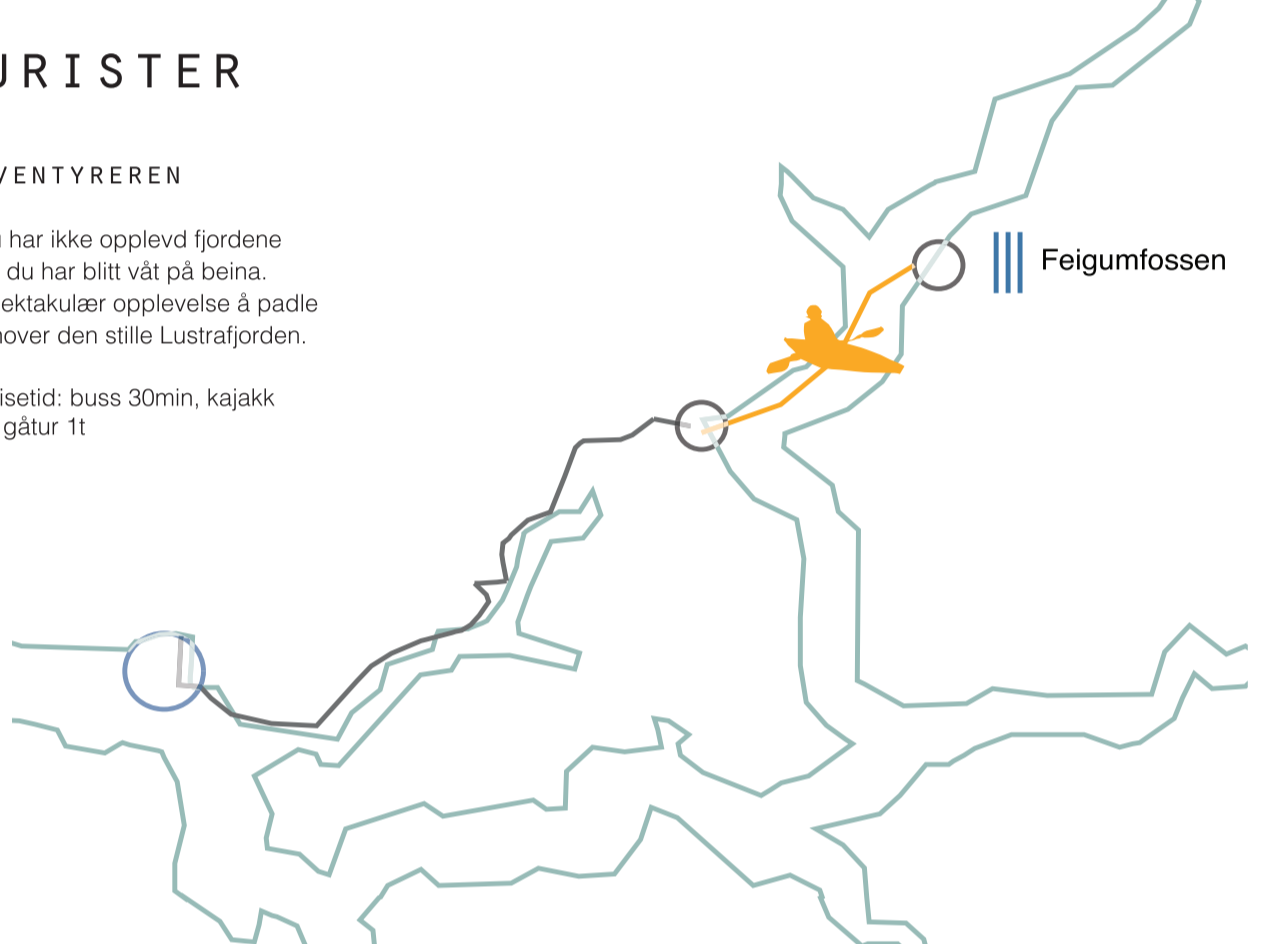 URISTER
VENTYREREN
har ikke opplevd fjordene
du har blitt våt på beina.
ektakulær opplevelse å padle
nover den stille Lustrafjorden.
isetid: buss 30min, kajakk
gåtur 1t
Feigumfossen